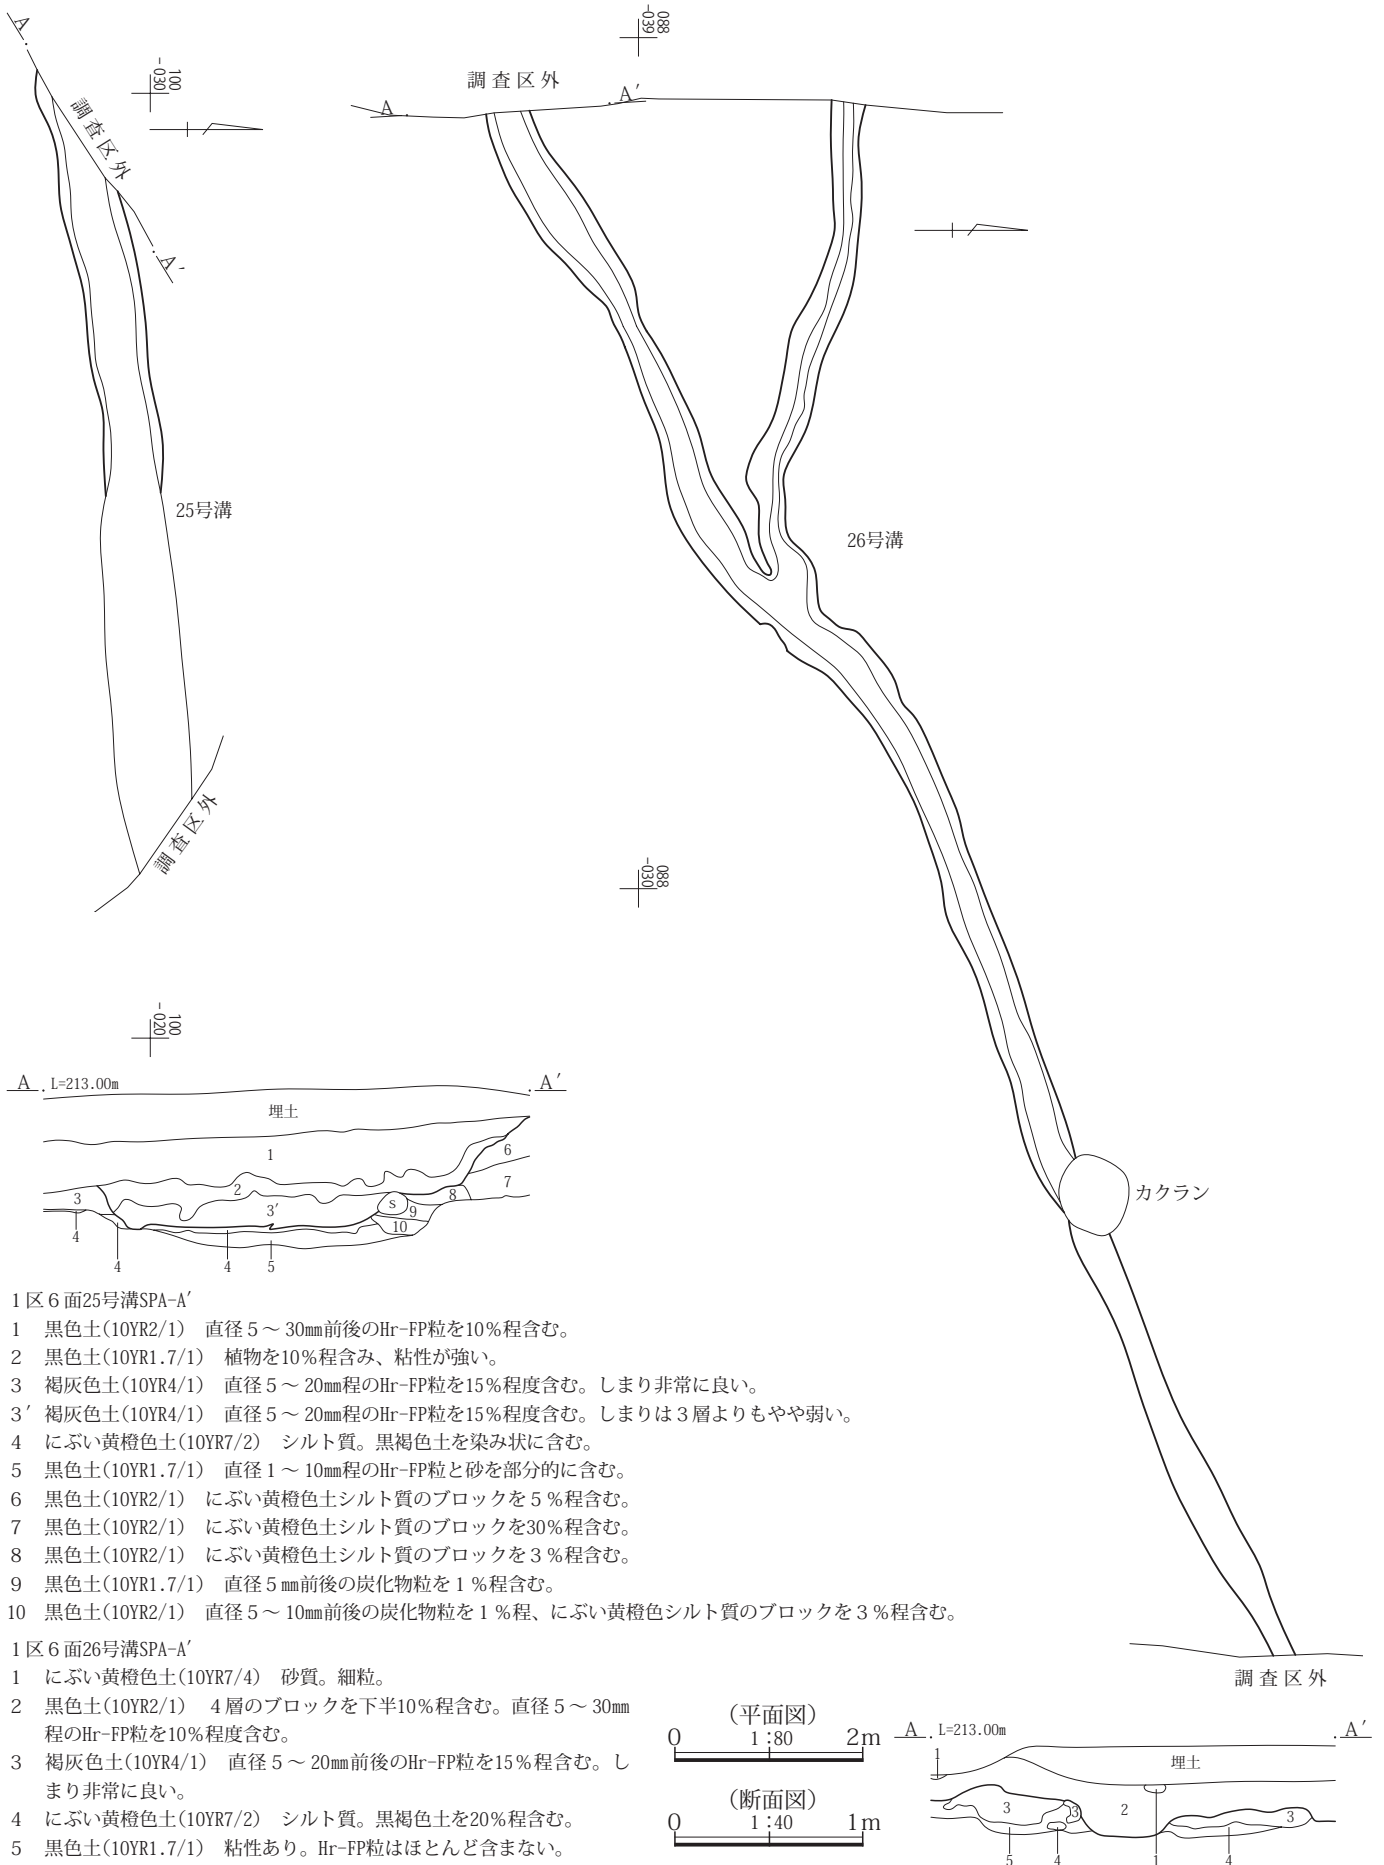 A
調査区外
-030
100
A′
25号溝
調査区外
-020
100
-039
088
調査区外
A
A′
26号溝
-030
088
カクラン
調査区外
A L=213.00m A′
埋土
1
2
3
3′
4
4
4
5
S
6
7
8
9
10
1区6面25号溝SPA-A′
1 黒色土(10YR2/1) 直径5～30㎜前後のHr-FP粒を10％程含む。
2 黒色土(10YR1.7/1) 植物を10％程含み、粘性が強い。
3 褐灰色土(10YR4/1) 直径5～20㎜程のHr-FP粒を15％程度含む。しまり非常に良い。
3′ 褐灰色土(10YR4/1) 直径5～20㎜程のHr-FP粒を15％程度含む。しまりは3層よりもやや弱い。
4 にぶい黄橙色土(10YR7/2) シルト質。黒褐色土を染み状に含む。
5 黒色土(10YR1.7/1) 直径1～10㎜程のHr-FP粒と砂を部分的に含む。
6 黒色土(10YR2/1) にぶい黄橙色土シルト質のブロックを5％程含む。
7 黒色土(10YR2/1) にぶい黄橙色土シルト質のブロックを30％程含む。
8 黒色土(10YR2/1) にぶい黄橙色土シルト質のブロックを3％程含む。
9 黒色土(10YR1.7/1) 直径5㎜前後の炭化物粒を1％程含む。
10 黒色土(10YR2/1) 直径5～10㎜前後の炭化物粒を1％程、にぶい黄橙色シルト質のブロックを3％程含む。
1区6面26号溝SPA-A′
1 にぶい黄橙色土(10YR7/4) 砂質。細粒。
2 黒色土(10YR2/1) 4層のブロックを下半10％程含む。直径5～30㎜
程のHr-FP粒を10％程度含む。
3 褐灰色土(10YR4/1) 直径5～20㎜前後のHr-FP粒を15％程含む。し
まり非常に良い。
4 にぶい黄橙色土(10YR7/2) シルト質。黒褐色土を20％程含む。
5 黒色土(10YR1.7/1) 粘性あり。Hr-FP粒はほとんど含まない。
(平面図)
0 1:80 2m
(断面図)
0 1:40 1m
A L=213.00m A′
埋土
1
3
3
2
3
5
4
1
4